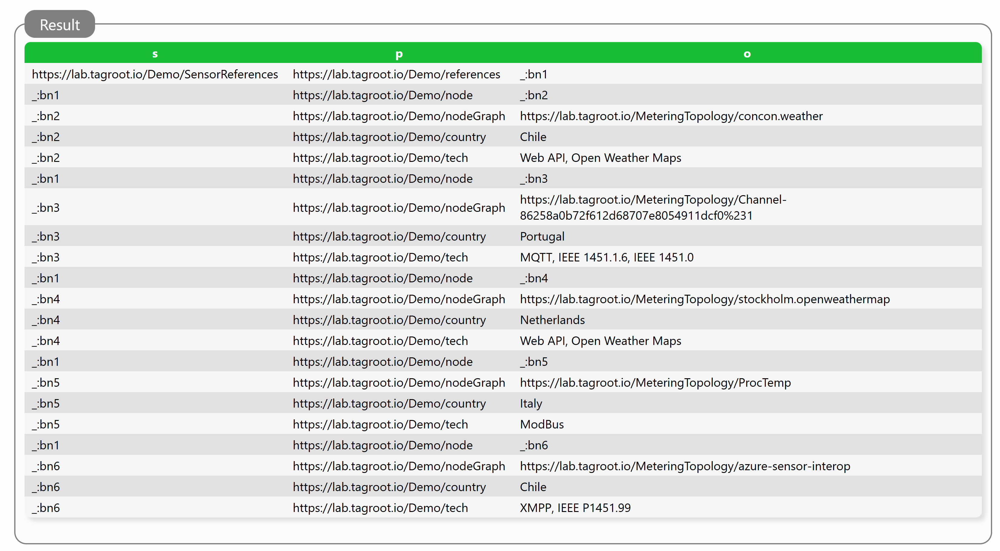 Result
s p o
https://lab.tagroot.io/Demo/SensorReferences https://lab.tagroot.io/Demo/references _:bn1
_:bn1 https://lab.tagroot.io/Demo/node _:bn2
_:bn2 https://lab.tagroot.io/Demo/nodeGraph https://lab.tagroot.io/MeteringTopology/concon.weather
_:bn2 https://lab.tagroot.io/Demo/country Chile
_:bn2 https://lab.tagroot.io/Demo/tech Web API, Open Weather Maps
_:bn1 https://lab.tagroot.io/Demo/node _:bn3
_:bn3 https://lab.tagroot.io/Demo/nodeGraph https://lab.tagroot.io/MeteringTopology/Channel-
86258a0b72f612d68707e8054911dcf0%231
_:bn3 https://lab.tagroot.io/Demo/country Portugal
_:bn3 https://lab.tagroot.io/Demo/tech MQTT, IEEE 1451.1.6, IEEE 1451.0
_:bn1 https://lab.tagroot.io/Demo/node _:bn4
_:bn4 https://lab.tagroot.io/Demo/nodeGraph https://lab.tagroot.io/MeteringTopology/stockholm.openweathermap
_:bn4 https://lab.tagroot.io/Demo/country Netherlands
_:bn4 https://lab.tagroot.io/Demo/tech Web API, Open Weather Maps
_:bn1 https://lab.tagroot.io/Demo/node _:bn5
_:bn5 https://lab.tagroot.io/Demo/nodeGraph https://lab.tagroot.io/MeteringTopology/ProcTemp
_:bn5 https://lab.tagroot.io/Demo/country Italy
_:bn5 https://lab.tagroot.io/Demo/tech ModBus
_:bn1 https://lab.tagroot.io/Demo/node _:bn6
_:bn6 https://lab.tagroot.io/Demo/nodeGraph https://lab.tagroot.io/MeteringTopology/azure-sensor-interop
_:bn6 https://lab.tagroot.io/Demo/country Chile
_:bn6 https://lab.tagroot.io/Demo/tech XMPP, IEEE P1451.99